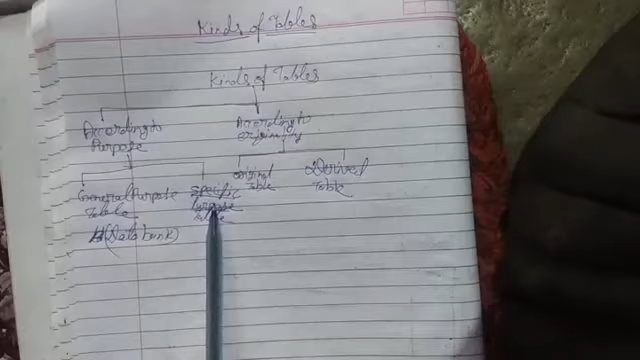 Kinds of Tables
Kinds of Tables
According to
Purpose
According to
originality
General Purpose
Table
(Data bank)
Specific
Purpose
Table
Original
Table
Derived
Table